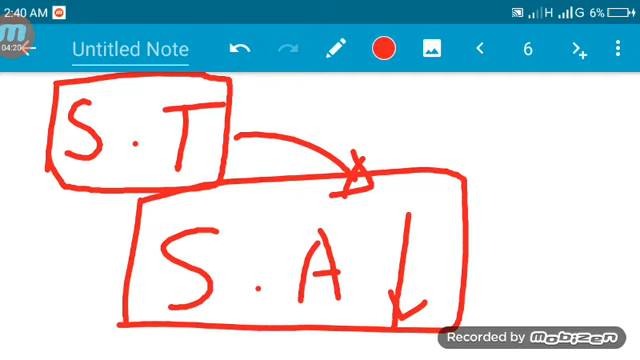 2:40 AM H G 6%
m
04:20
Untitled Note 6
S.T
S.A ↓
Recorded by mobizen